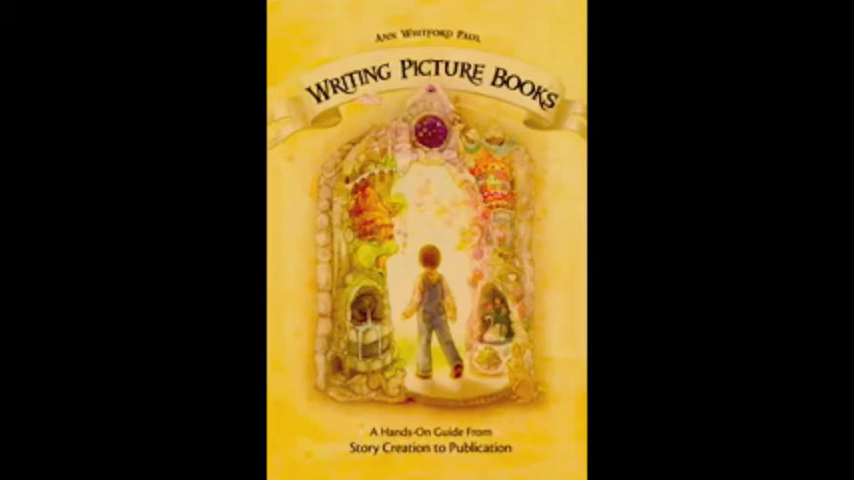 Ann Whitford Paul
Writing Picture Books
A Hands-On Guide From
Story Creation to Publication